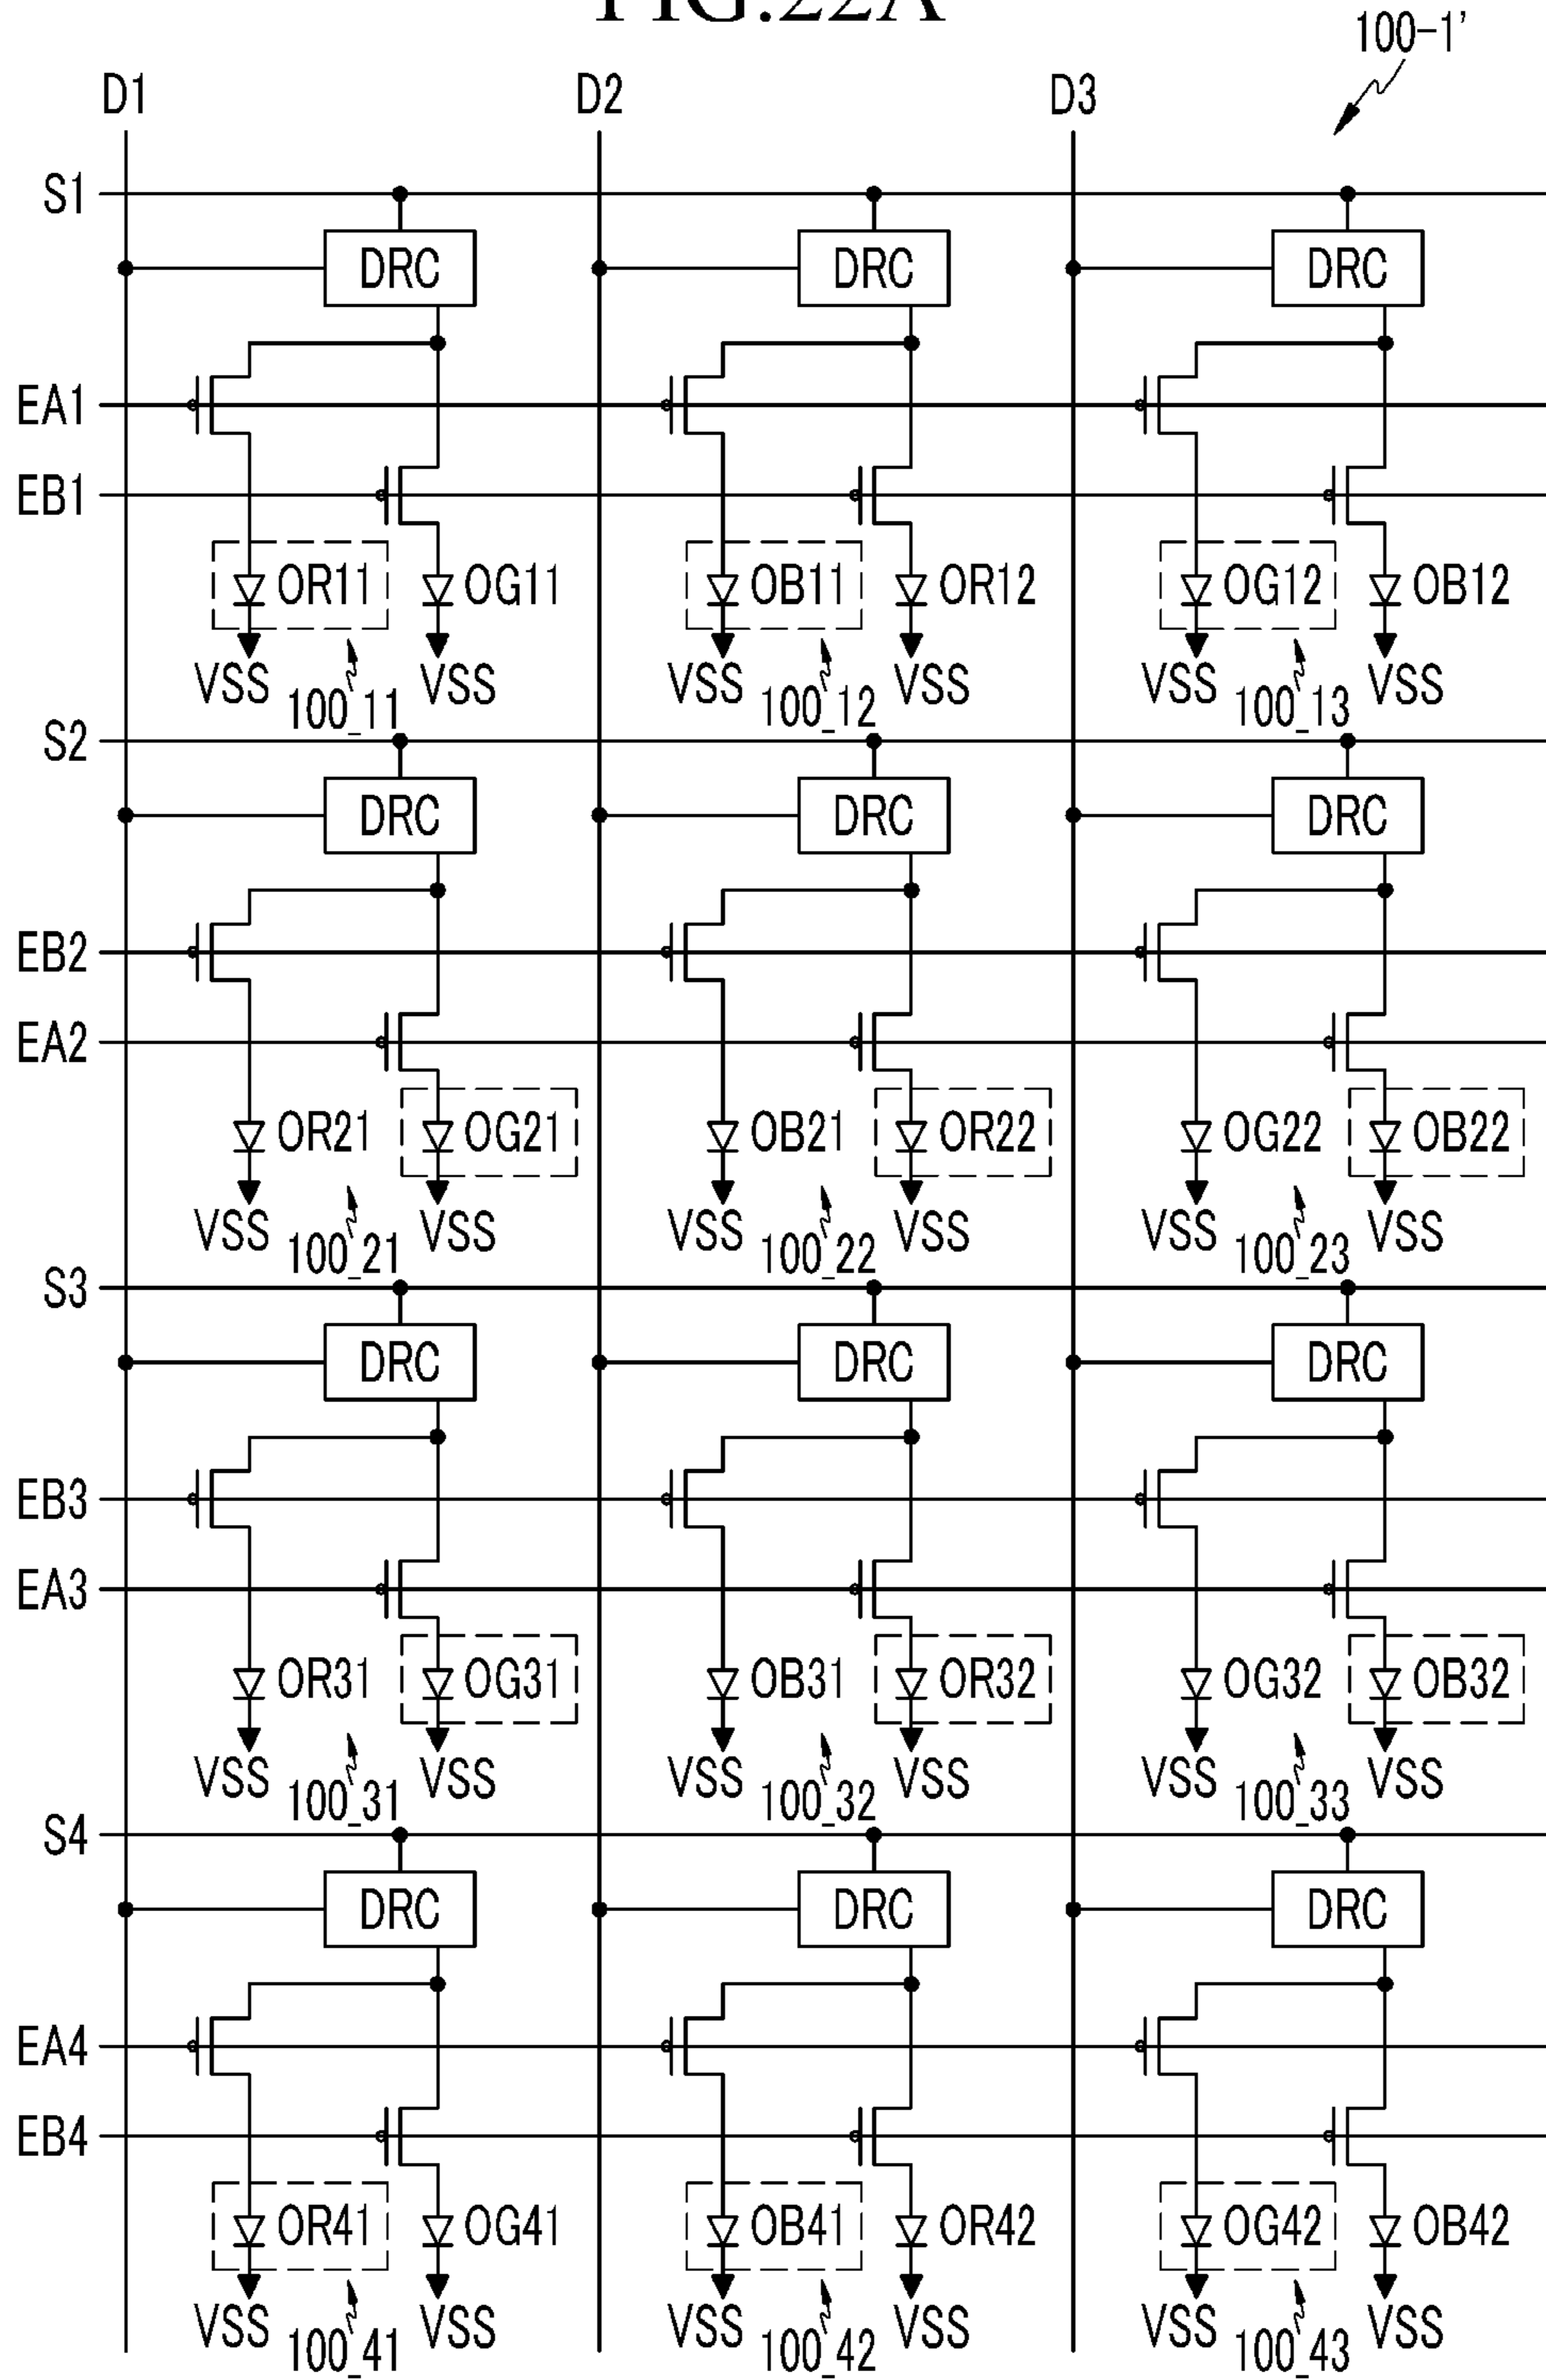 FIG.22A
100-1'
D1 D2 D3
S1
DRC DRC DRC
EA1
EB1
OR11 OG11 OB11 OR12 OG12 OB12
VSS 100_11 VSS VSS 100_12 VSS VSS 100_13 VSS
S2
DRC DRC DRC
EB2
EA2
OR21 OG21 OB21 OR22 OG22 OB22
VSS 100_21 VSS VSS 100_22 VSS VSS 100_23 VSS
S3
DRC DRC DRC
EB3
EA3
OR31 OG31 OB31 OR32 OG32 OB32
VSS 100_31 VSS VSS 100_32 VSS VSS 100_33 VSS
S4
DRC DRC DRC
EA4
EB4
OR41 OG41 OB41 OR42 OG42 OB42
VSS 100_41 VSS VSS 100_42 VSS VSS 100_43 VSS